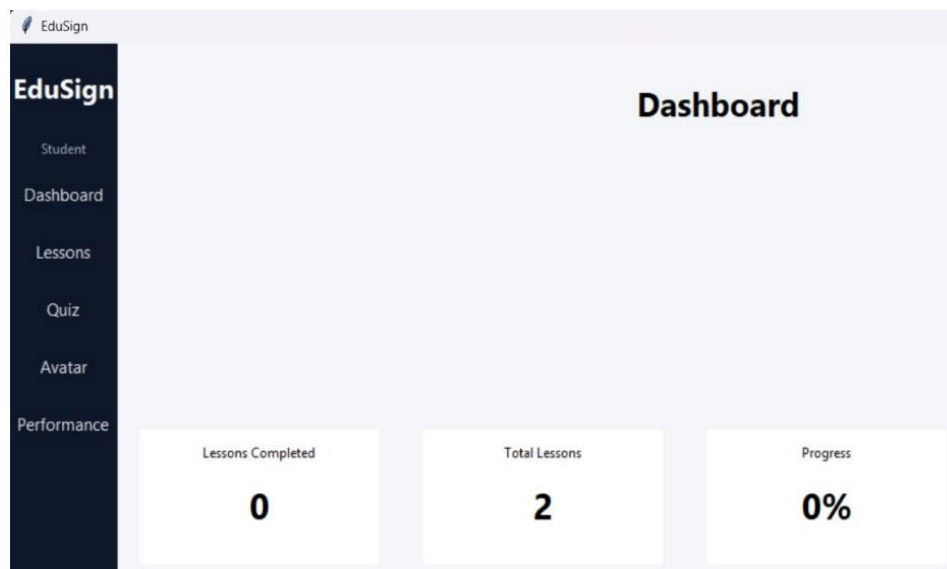 EduSign
EduSign
Dashboard
Student
Dashboard
Lessons
Quiz
Avatar
Performance
Lessons Completed
0
Total Lessons
2
Progress
0%